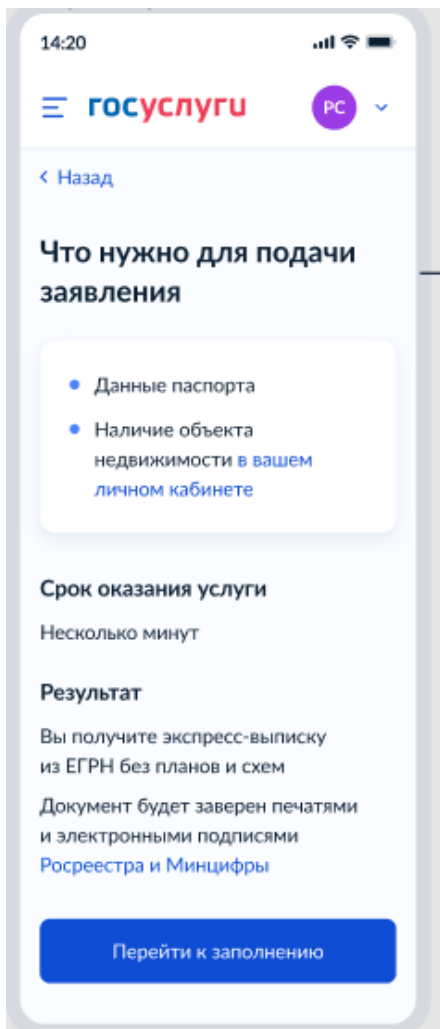 14:20
госуслуги
РС
Назад
Что нужно для подачи
заявления
Данные паспорта
Наличие объекта
недвижимости в вашем
личном кабинете
Срок оказания услуги
Несколько минут
Результат
Вы получите экспресс-выписку
из ЕГРН без планов и схем
Документ будет заверен печатями
и электронными подписями
Росреестра и Минцифры
Перейти к заполнению